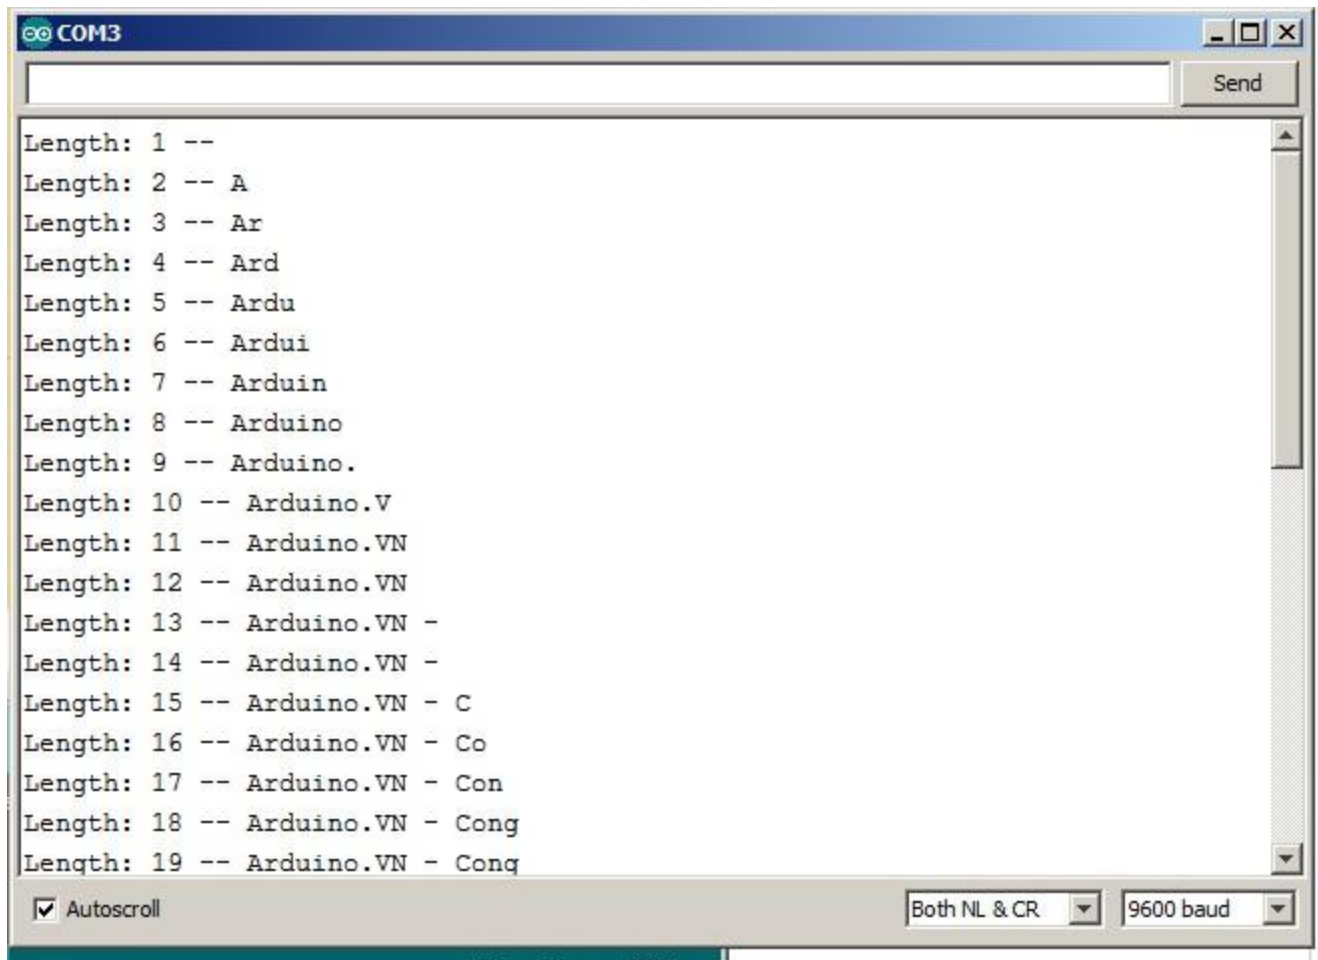 COM3
Send
Length: 1 --
Length: 2 -- A
Length: 3 -- Ar
Length: 4 -- Ard
Length: 5 -- Ardu
Length: 6 -- Ardui
Length: 7 -- Arduin
Length: 8 -- Arduino
Length: 9 -- Arduino.
Length: 10 -- Arduino.V
Length: 11 -- Arduino.VN
Length: 12 -- Arduino.VN
Length: 13 -- Arduino.VN -
Length: 14 -- Arduino.VN -
Length: 15 -- Arduino.VN - C
Length: 16 -- Arduino.VN - Co
Length: 17 -- Arduino.VN - Con
Length: 18 -- Arduino.VN - Cong
Length: 19 -- Arduino.VN - Cong
Autoscroll Both NL & CR 9600 baud